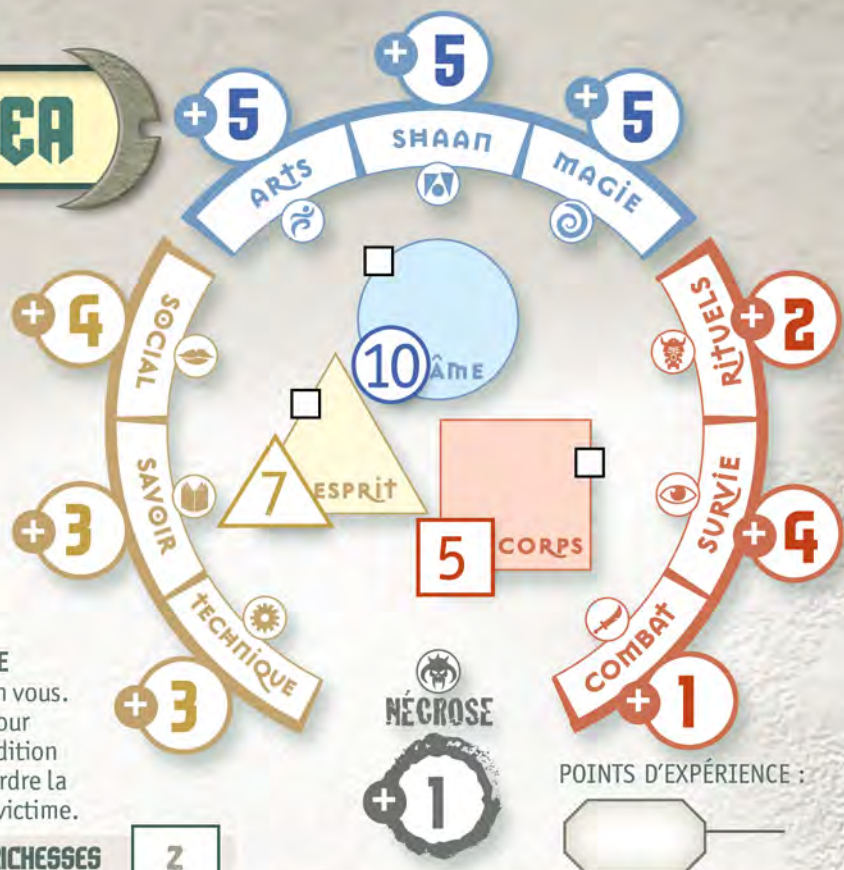 EA
+ 5
+ 5
+ 5
ARTS
SHAAN
MAGIE
+ 4
SOCIAL
RITUELS
+ 2
10 ÂME
7 ESPRIT
5 CORPS
+ 3
SAVOIR
SURVIE
+ 4
TECHNIQUE
COMBAT
+ 3
+ 1
E
n vous.
our
dition
rdre la
victime.
NÉCROSE
+ 1
POINTS D'EXPÉRIENCE :
ICHESSES 2